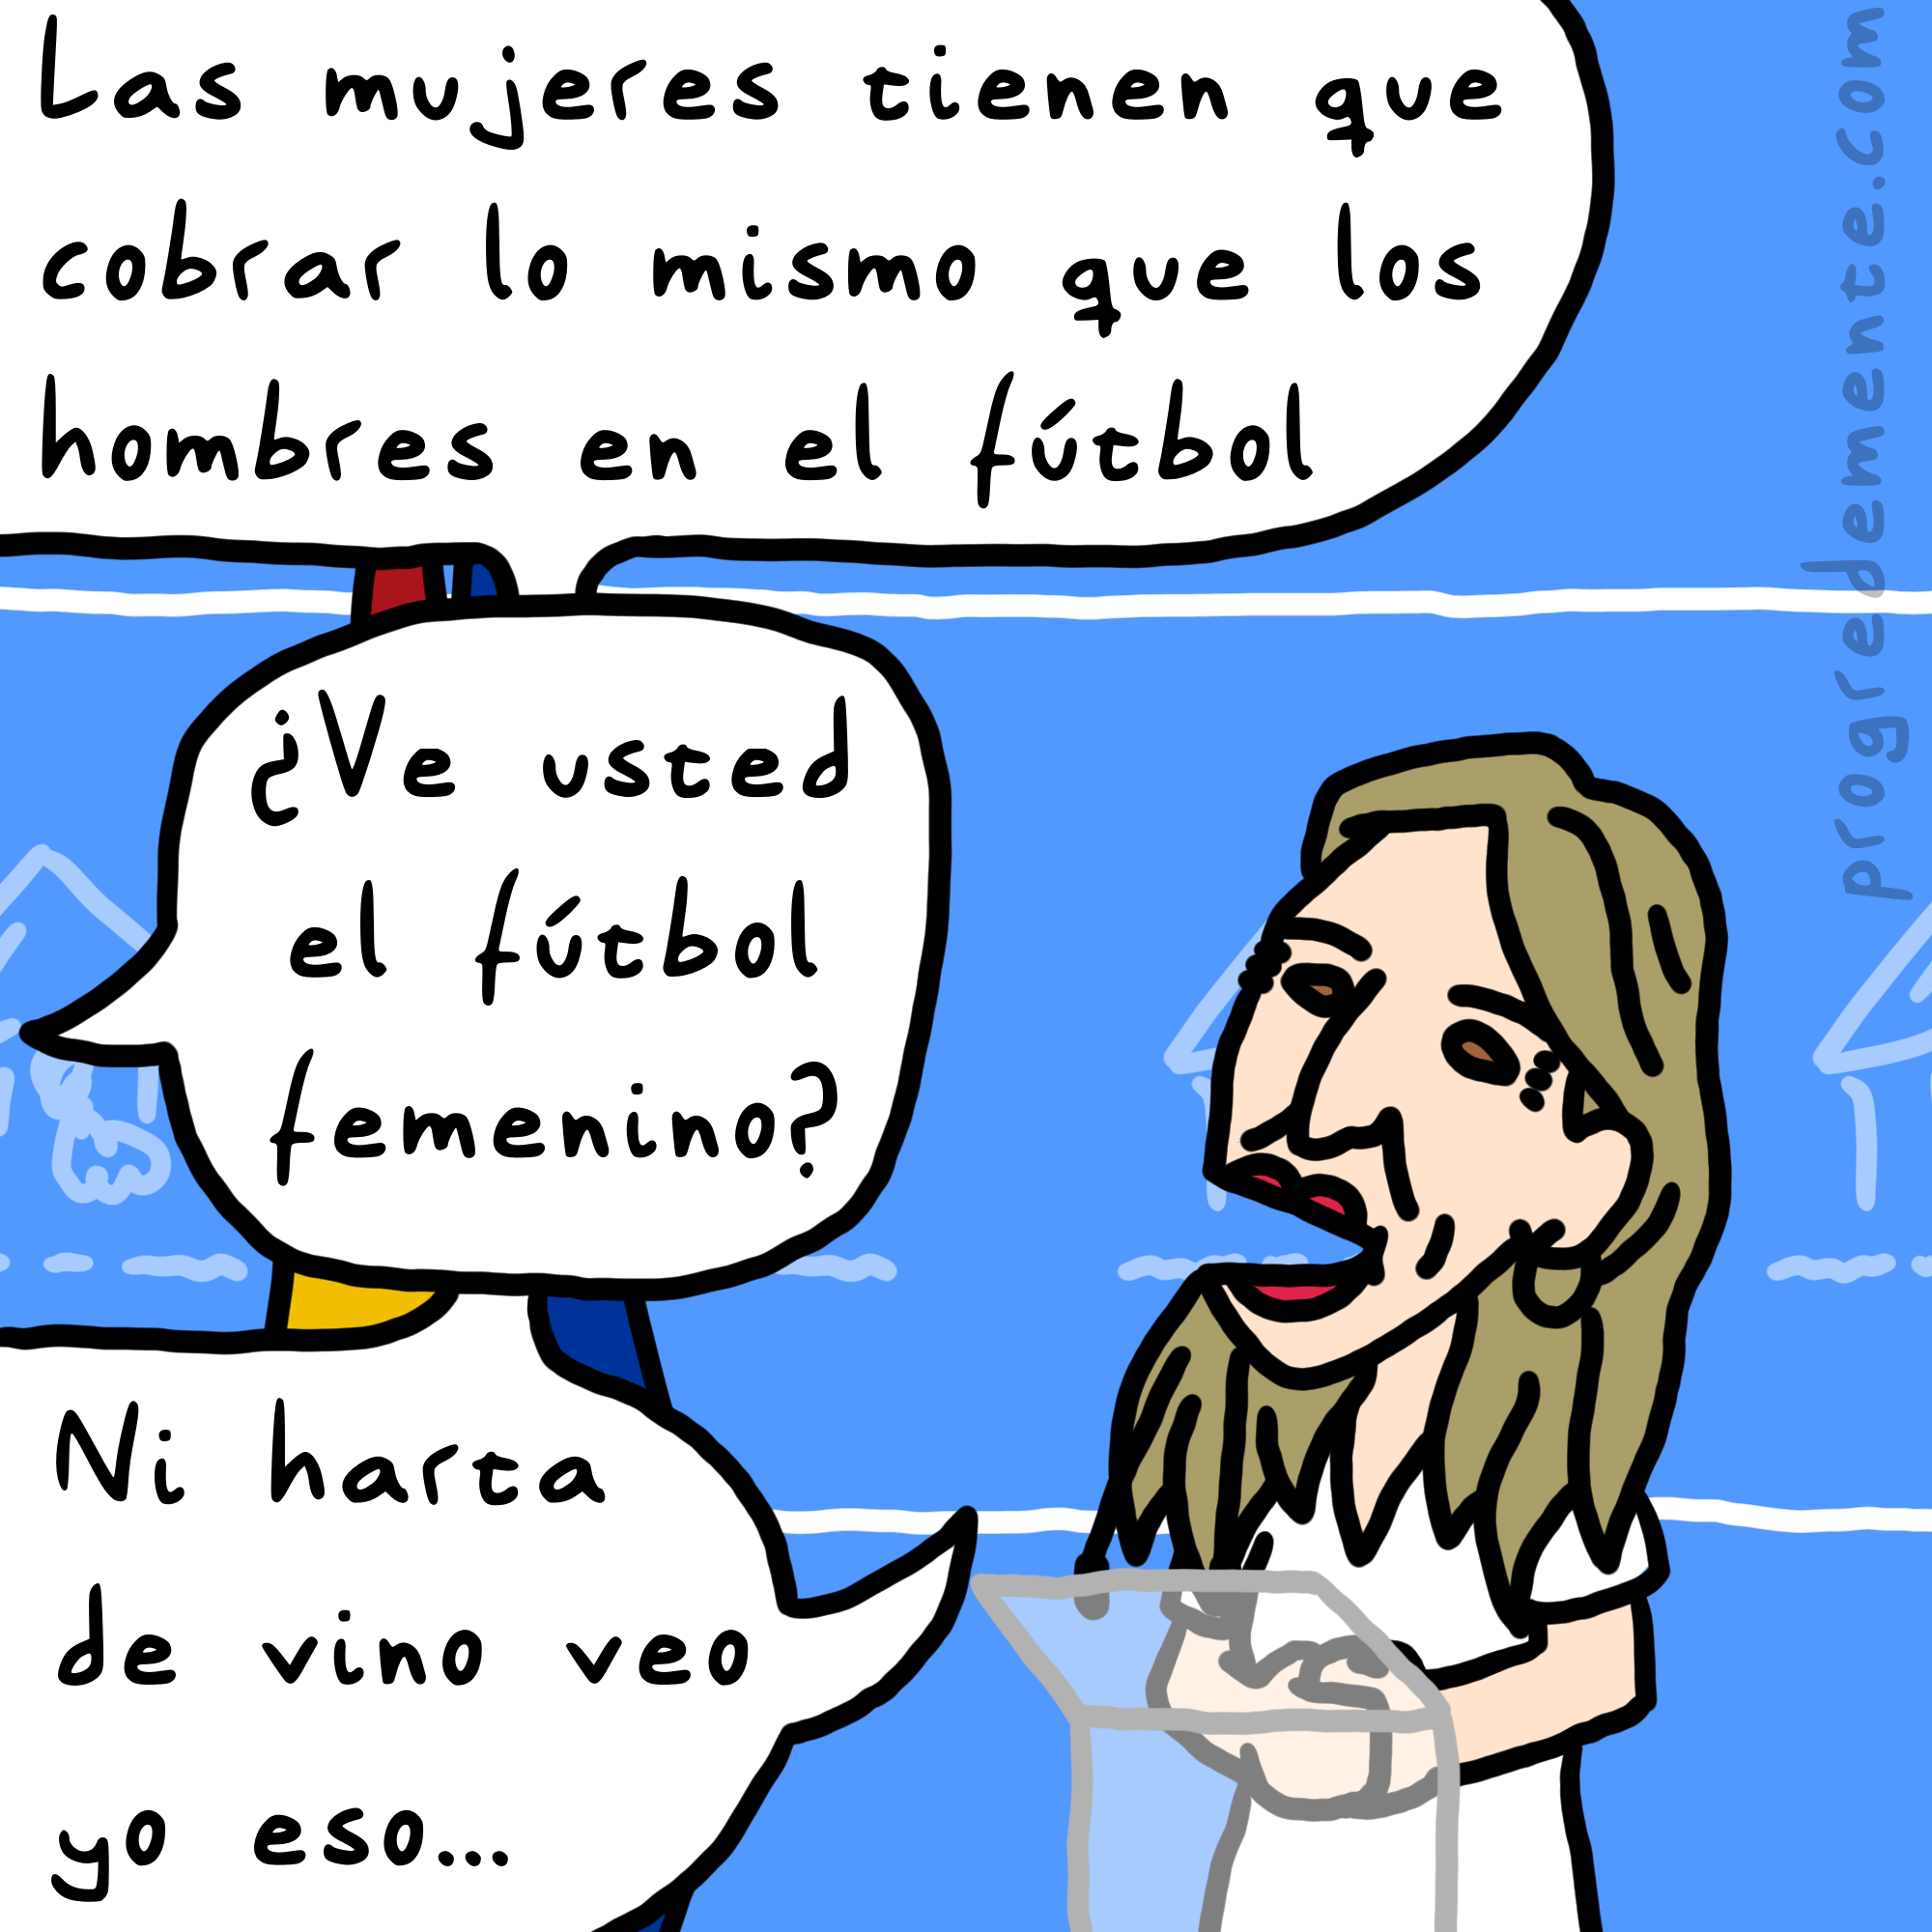 Las mujeres tienen que
cobrar lo mismo que los
hombres en el fútbol
¿Ve usted
el fútbol
femenino?
Ni harta
de vino veo
yo eso...
progredemente.com